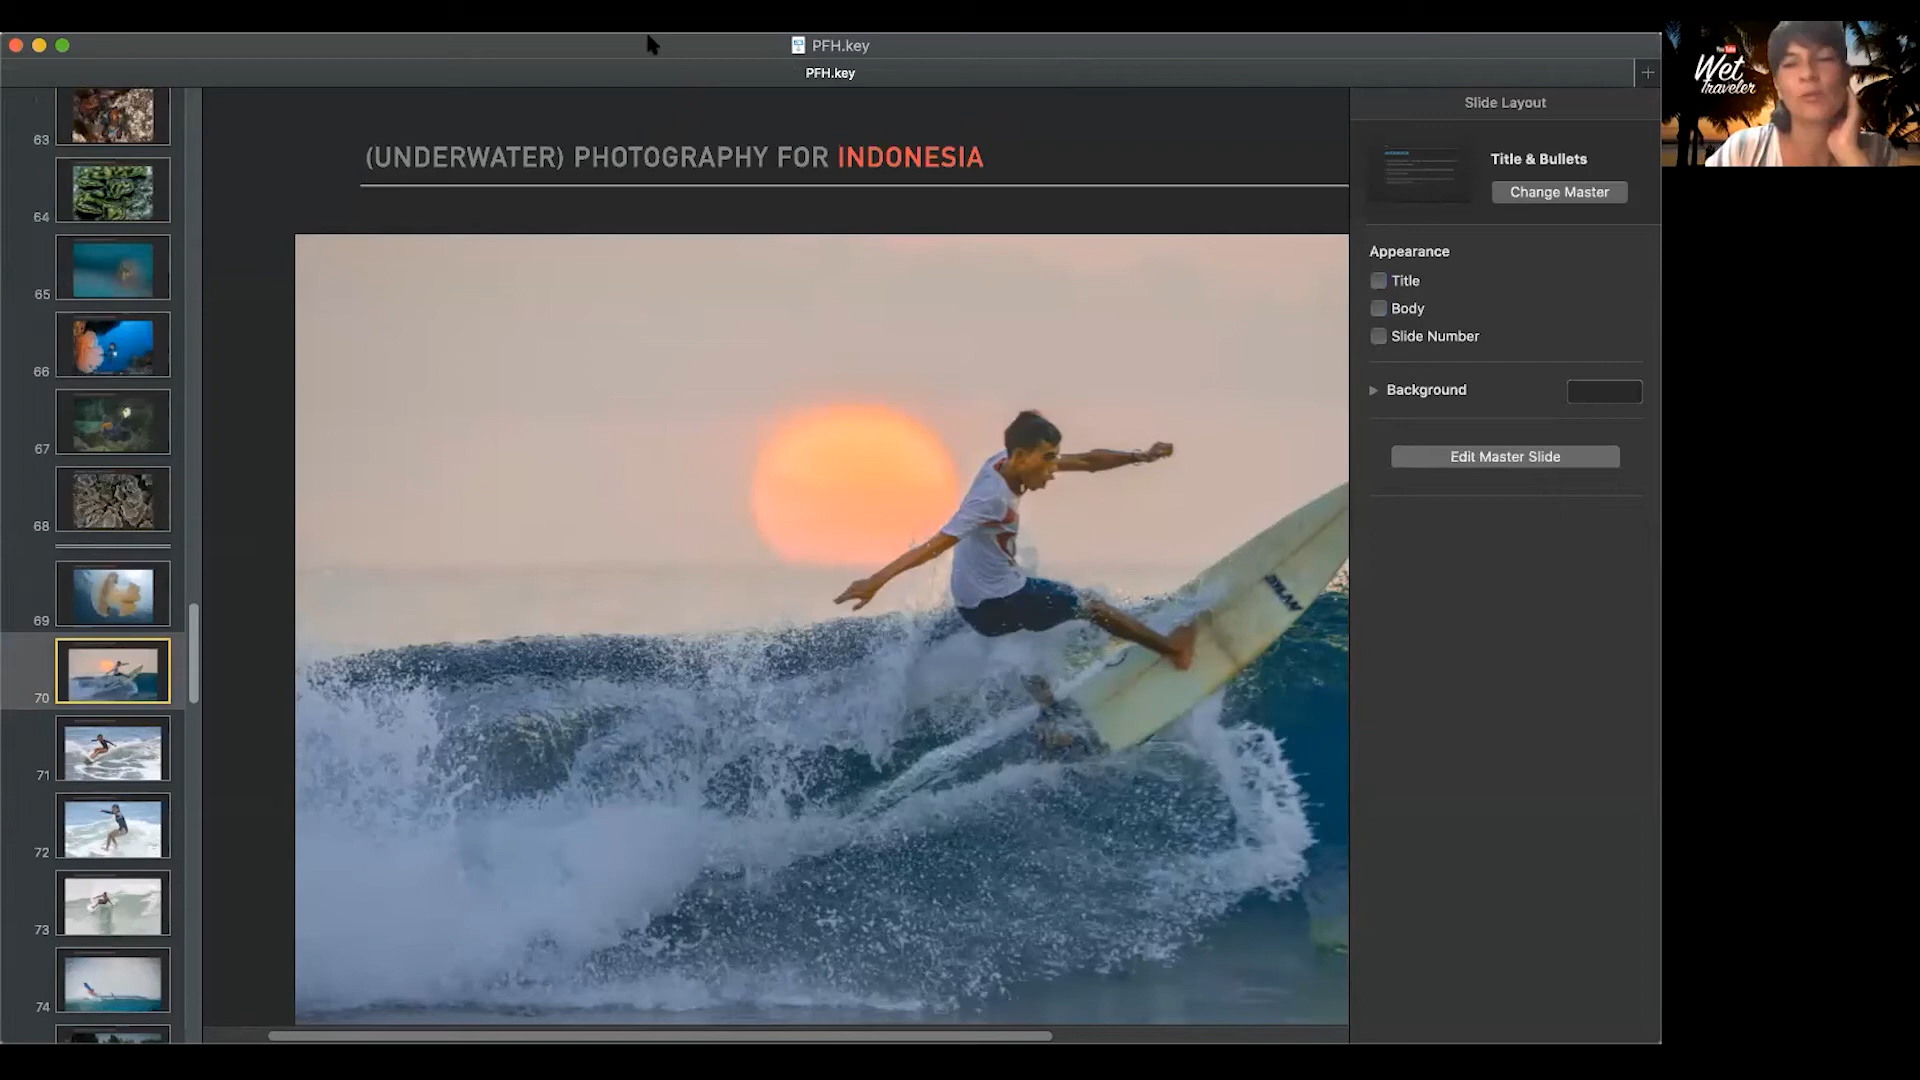 PFH.key
PFH.key
(UNDERWATER) PHOTOGRAPHY FOR INDONESIA
63
64
65
66
67
68
69
70
71
72
73
74
Slide Layout
Title & Bullets
Change Master
Appearance
Title
Body
Slide Number
Background
Edit Master Slide
YouTube
Wet
Traveler